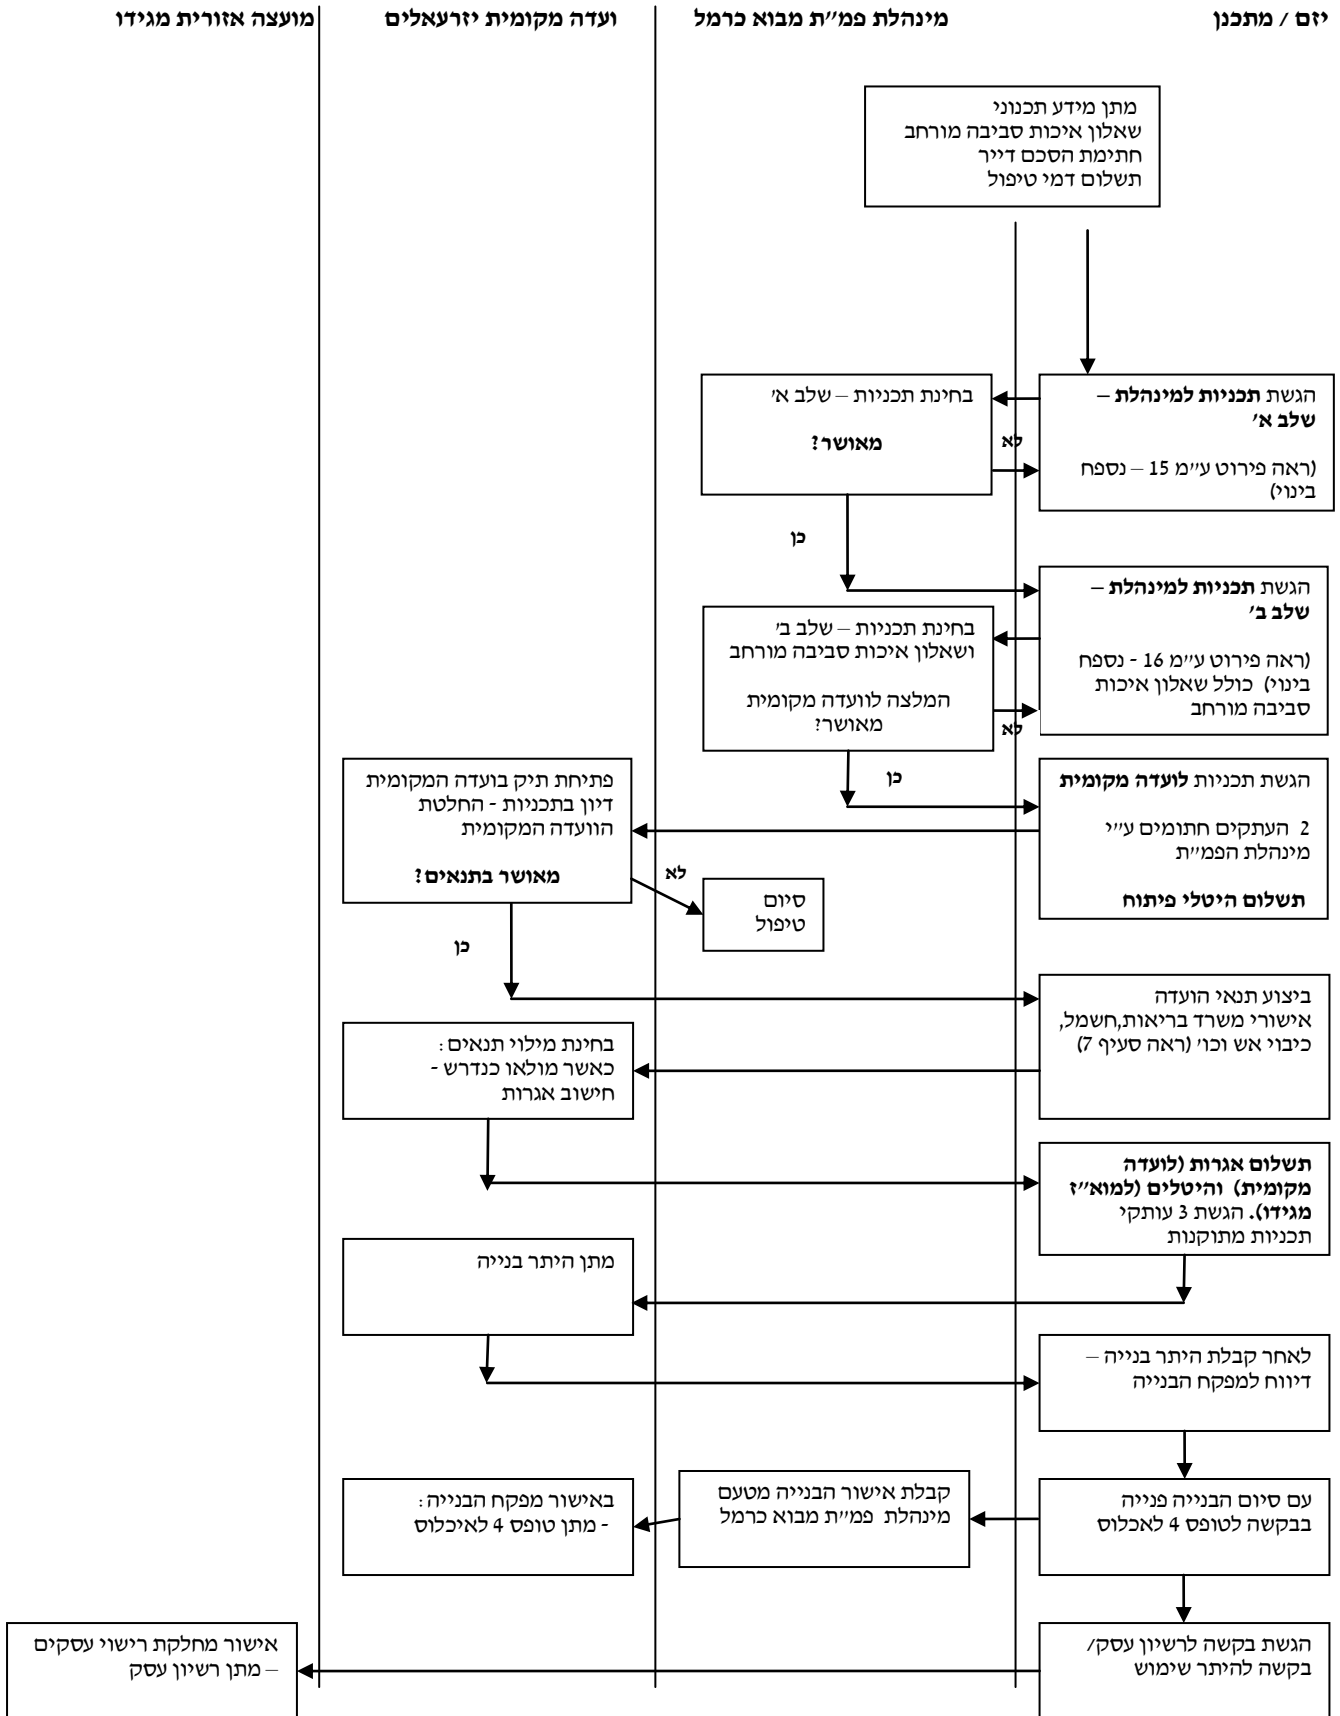 יזם / מתכנן
מינהלת פמ״ת מבוא כרמל
ועדה מקומית יזרעאלים
מועצה אזורית מגידו
מתן מידע תכנוני
שאלון איכות סביבה מורחב
חתימת הסכם דייר
תשלום דמי טיפול
הגשת תכניות למינהלת –
שלב א׳
(ראה פירוט ע״מ 15 – נספח
בינוי)
בחינת תכניות – שלב א׳
מאושר?
לא
כן
הגשת תכניות למינהלת –
שלב ב׳
(ראה פירוט ע״מ 16 - נספח
בינוי) כולל שאלון איכות
סביבה מורחב
בחינת תכניות – שלב ב׳
ושאלון איכות סביבה מורחב
המלצה לוועדה מקומית
מאושר?
לא
כן
הגשת תכניות לועדה מקומית
2 העתקים חתומים ע״י
מינהלת הפמ״ת
תשלום היטלי פיתוח
פתיחת תיק בועדה המקומית
דיון בתכניות - החלטת
הוועדה המקומית
מאושר בתנאים?
לא
סיום
טיפול
כן
ביצוע תנאי הועדה
אישורי משרד בריאות,חשמל,
כיבוי אש וכו׳ (ראה סעיף 7)
בחינת מילוי תנאים:
כאשר מולאו כנדרש -
חישוב אגרות
תשלום אגרות (לועדה
מקומית) והיטלים (למוא״ז
מגידו). הגשת 3 עותקי
תכניות מתוקנות
מתן היתר בנייה
לאחר קבלת היתר בנייה –
דיווח למפקח הבנייה
עם סיום הבנייה פנייה
בבקשה לטופס 4 לאכלוס
קבלת אישור הבנייה מטעם
מינהלת פמ״ת מבוא כרמל
באישור מפקח הבנייה:
- מתן טופס 4 לאיכלוס
הגשת בקשה לרשיון עסק/
בקשה להיתר שימוש
אישור מחלקת רישוי עסקים
– מתן רשיון עסק